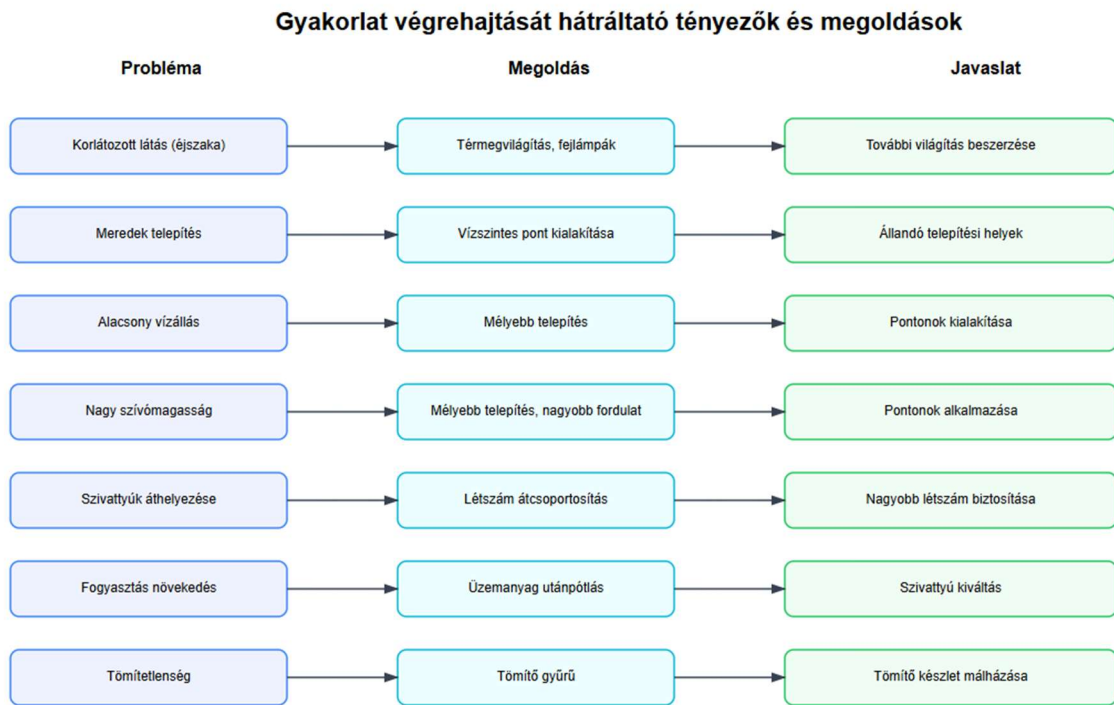 Gyakorlat végrehajtását hátráltató tényezők és megoldások
Probléma Megoldás Javaslat
Korlátozott látás (éjszaka) Térmegvilágítás, fejlámpák További világítás beszerzése
Meredek telepítés Vízszintes pont kialakítása Állandó telepítési helyek
Alacsony vízállás Mélyebb telepítés Pontonok kialakítása
Nagy szívómagasság Mélyebb telepítés, nagyobb fordulat Pontonok alkalmazása
Szivattyúk áthelyezése Létszám átcsoportosítás Nagyobb létszám biztosítása
Fogyasztás növekedés Üzemanyag utánpótlás Szivattyú kiváltás
Tömítetlenség Tömítő gyűrű Tömítő készlet málházása